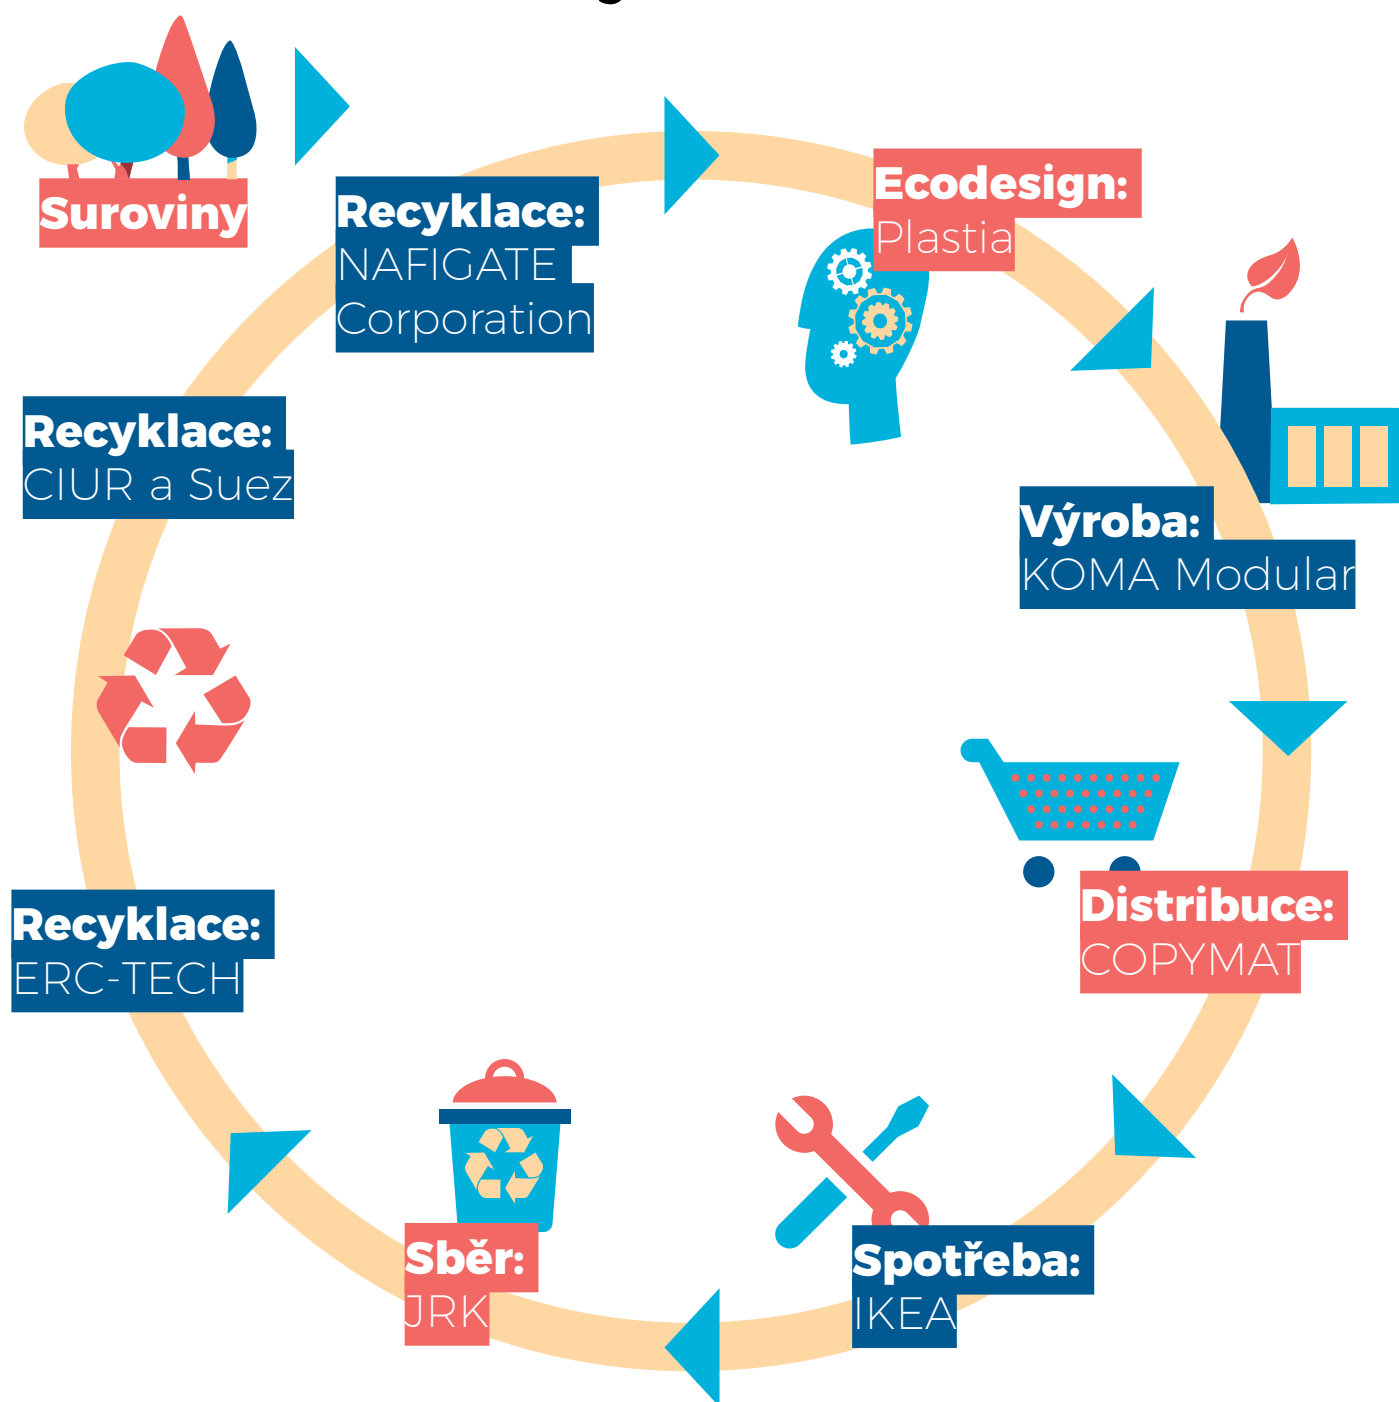 Suroviny
Recyklace:
NAFIGATE
Corporation
Ecodesign:
Plastia
Výroba:
KOMA Modular
Distribuce:
COPYMAT
Spotřeba:
IKEA
Sběr:
JRK
Recyklace:
ERC-TECH
Recyklace:
CIUR a Suez